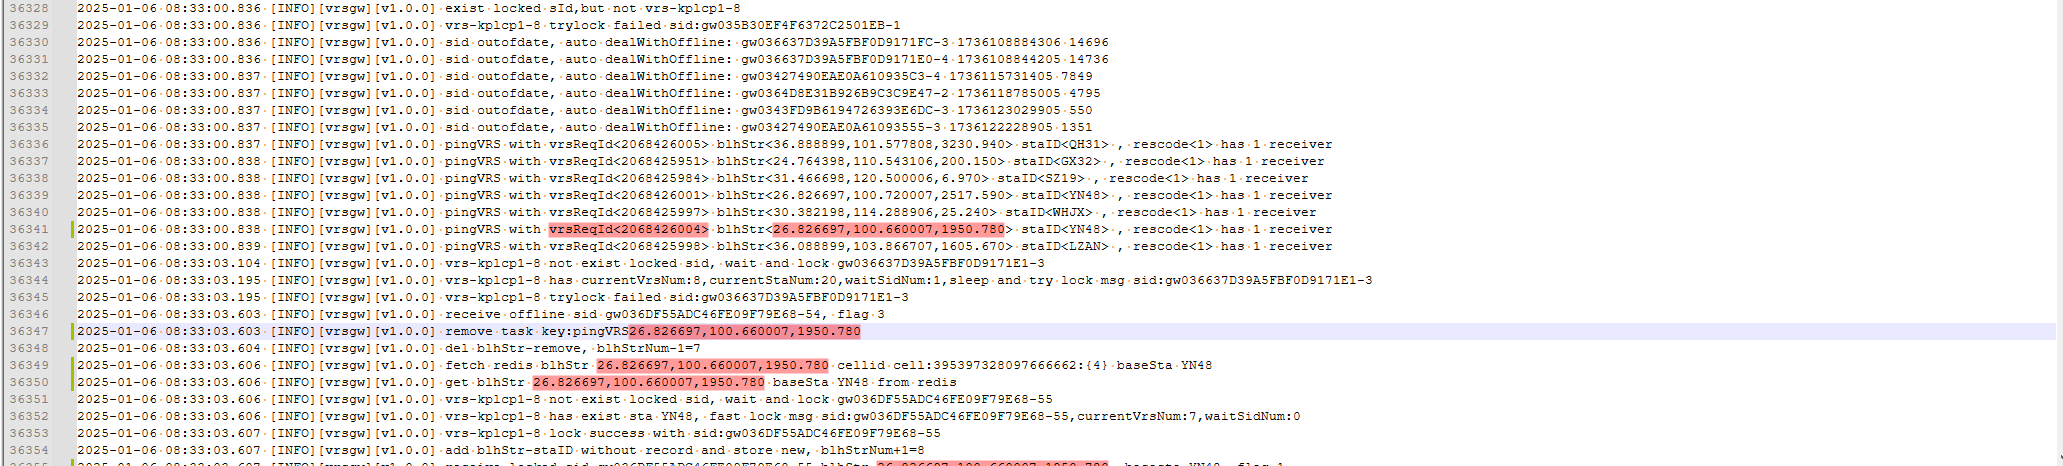 36328 2025-01-06 08:33:00.836 [INFO][vrsgw][v1.0.0] exist locked sId,but not vrs-kplcp1-8
36329 2025-01-06 08:33:00.836 [INFO][vrsgw][v1.0.0] vrs-kplcp1-8 trylock failed sid:gw035B30EF4F6372C2501EB-1
36330 2025-01-06 08:33:00.836 [INFO][vrsgw][v1.0.0] sid outofdate, auto dealWithOffline: gw036637D39A5FBF0D9171FC-3 1736108884306 14696
36331 2025-01-06 08:33:00.836 [INFO][vrsgw][v1.0.0] sid outofdate, auto dealWithOffline: gw036637D39A5FBF0D9171E0-4 1736108844205 14736
36332 2025-01-06 08:33:00.837 [INFO][vrsgw][v1.0.0] sid outofdate, auto dealWithOffline: gw03427490EAE0A610935C3-4 1736115731405 7849
36333 2025-01-06 08:33:00.837 [INFO][vrsgw][v1.0.0] sid outofdate, auto dealWithOffline: gw0364D8E31B926B9C3C9E47-2 1736118785005 4795
36334 2025-01-06 08:33:00.837 [INFO][vrsgw][v1.0.0] sid outofdate, auto dealWithOffline: gw0343FD9B6194726393E6DC-3 1736123029905 550
36335 2025-01-06 08:33:00.837 [INFO][vrsgw][v1.0.0] sid outofdate, auto dealWithOffline: gw03427490EAE0A61093555-3 1736122228905 1351
36336 2025-01-06 08:33:00.837 [INFO][vrsgw][v1.0.0] pingVRS with vrsReqId<2068426005> blhStr<36.888899,101.577808,3230.940> staID<QH31> , rescode<1> has 1 receiver
36337 2025-01-06 08:33:00.838 [INFO][vrsgw][v1.0.0] pingVRS with vrsReqId<2068425951> blhStr<24.764398,110.543106,200.150> staID<GX32> , rescode<1> has 1 receiver
36338 2025-01-06 08:33:00.838 [INFO][vrsgw][v1.0.0] pingVRS with vrsReqId<2068425984> blhStr<31.466698,120.500006,6.970> staID<SZ19> , rescode<1> has 1 receiver
36339 2025-01-06 08:33:00.838 [INFO][vrsgw][v1.0.0] pingVRS with vrsReqId<2068426001> blhStr<26.826697,100.720007,2517.590> staID<YN48> , rescode<1> has 1 receiver
36340 2025-01-06 08:33:00.838 [INFO][vrsgw][v1.0.0] pingVRS with vrsReqId<2068425997> blhStr<30.382198,114.288906,25.240> staID<WHJX> , rescode<1> has 1 receiver
36341 2025-01-06 08:33:00.838 [INFO][vrsgw][v1.0.0] pingVRS with vrsReqId<2068426004> blhStr<26.826697,100.660007,1950.780> staID<YN48> , rescode<1> has 1 receiver
36342 2025-01-06 08:33:00.839 [INFO][vrsgw][v1.0.0] pingVRS with vrsReqId<2068425998> blhStr<36.088899,103.866707,1605.670> staID<LZAN> , rescode<1> has 1 receiver
36343 2025-01-06 08:33:03.104 [INFO][vrsgw][v1.0.0] vrs-kplcp1-8 not exist locked sid, wait and lock gw036637D39A5FBF0D9171E1-3
36344 2025-01-06 08:33:03.195 [INFO][vrsgw][v1.0.0] vrs-kplcp1-8 has currentVrsNum:8,currentStaNum:20,waitSidNum:1,sleep and try lock msg sid:gw036637D39A5FBF0D9171E1-3
36345 2025-01-06 08:33:03.195 [INFO][vrsgw][v1.0.0] vrs-kplcp1-8 trylock failed sid:gw036637D39A5FBF0D9171E1-3
36346 2025-01-06 08:33:03.603 [INFO][vrsgw][v1.0.0] receive offline sid gw036DF55ADC46FE09F79E68-54, flag 3
36347 2025-01-06 08:33:03.603 [INFO][vrsgw][v1.0.0] remove task key:pingVRS26.826697,100.660007,1950.780
36348 2025-01-06 08:33:03.604 [INFO][vrsgw][v1.0.0] del blhStr-remove, blhStrNum-1=7
36349 2025-01-06 08:33:03.606 [INFO][vrsgw][v1.0.0] fetch redis blhStr 26.826697,100.660007,1950.780 cellid cell:395397328097666662:{4} baseSta YN48
36350 2025-01-06 08:33:03.606 [INFO][vrsgw][v1.0.0] get blhStr 26.826697,100.660007,1950.780 baseSta YN48 from redis
36351 2025-01-06 08:33:03.606 [INFO][vrsgw][v1.0.0] vrs-kplcp1-8 not exist locked sid, wait and lock gw036DF55ADC46FE09F79E68-55
36352 2025-01-06 08:33:03.606 [INFO][vrsgw][v1.0.0] vrs-kplcp1-8 has exist sta YN48, fast lock msg sid:gw036DF55ADC46FE09F79E68-55,currentVrsNum:7,waitSidNum:0
36353 2025-01-06 08:33:03.607 [INFO][vrsgw][v1.0.0] vrs-kplcp1-8 lock success with sid:gw036DF55ADC46FE09F79E68-55
36354 2025-01-06 08:33:03.607 [INFO][vrsgw][v1.0.0] add blhStr-staID without record and store new, blhStrNum+1=8